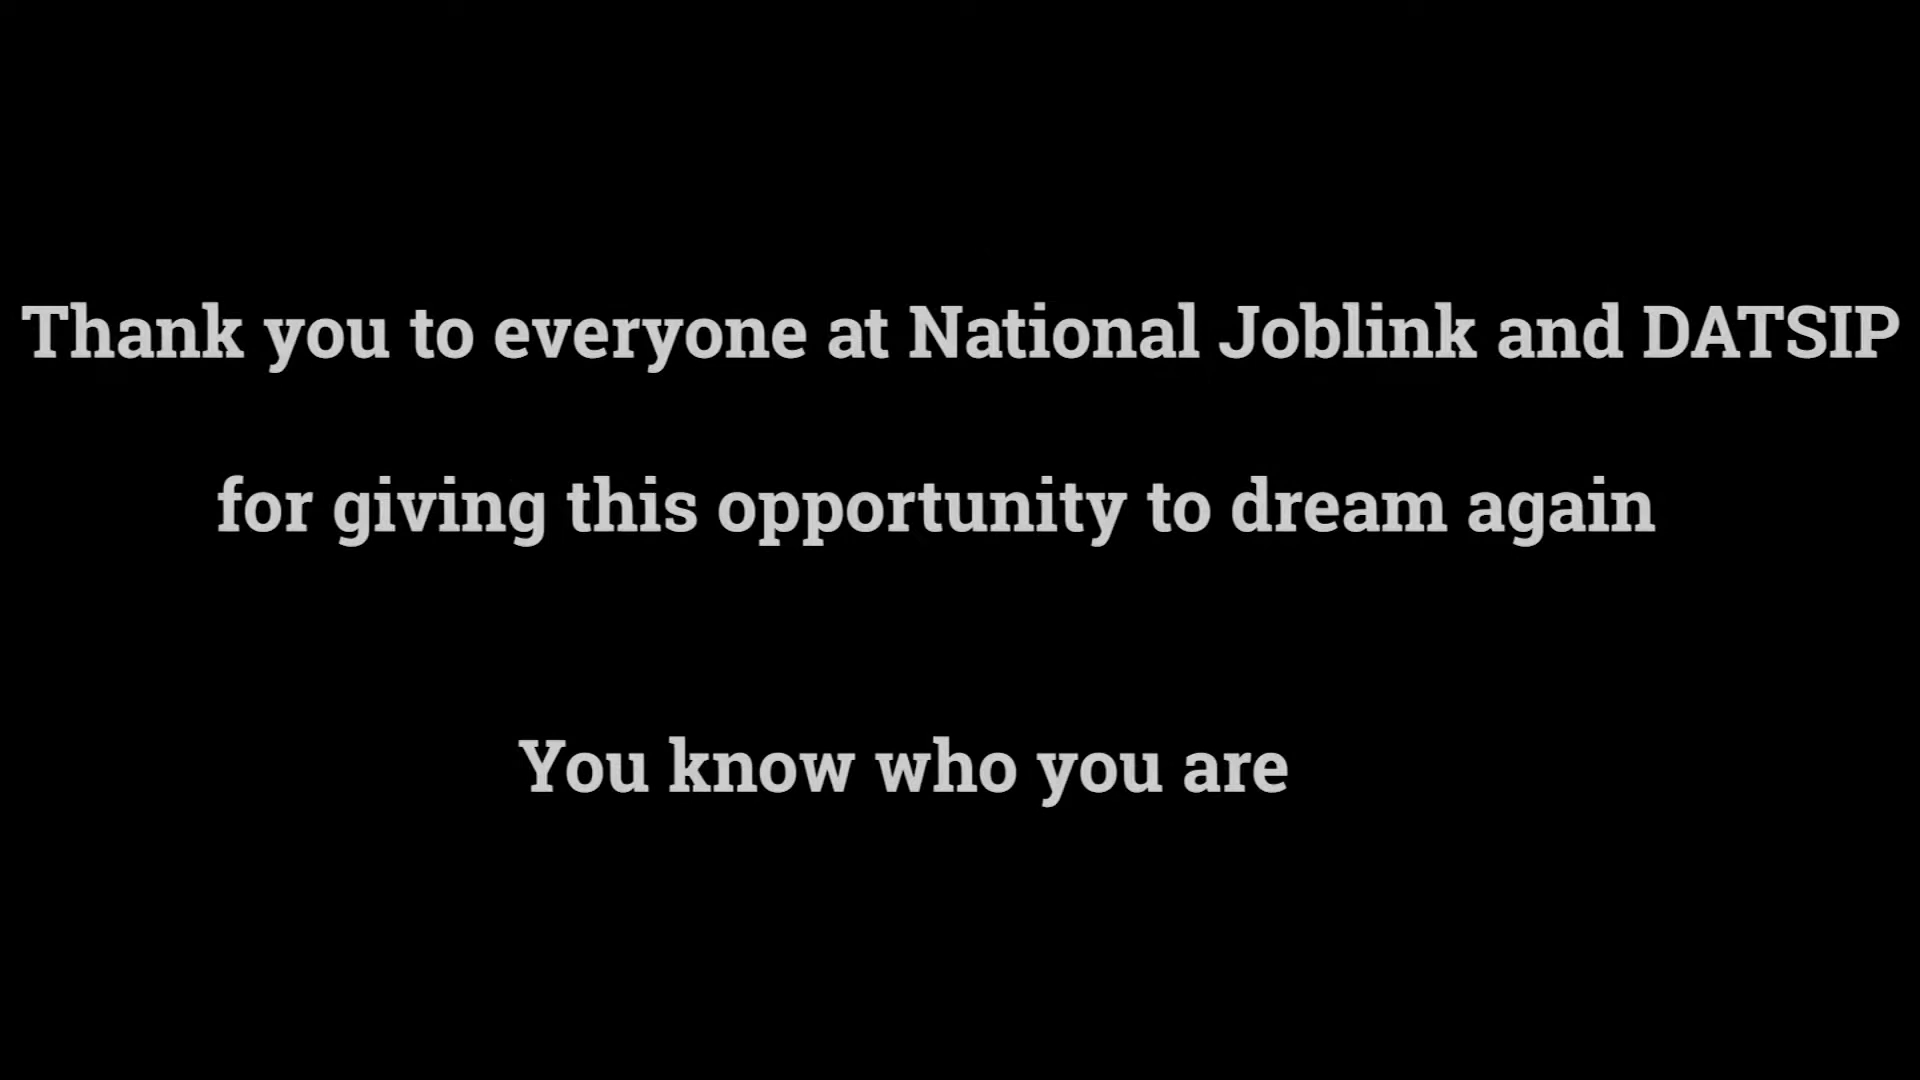 Thank you to everyone at National Joblink and DATSIP
for giving this opportunity to dream again
You know who you are